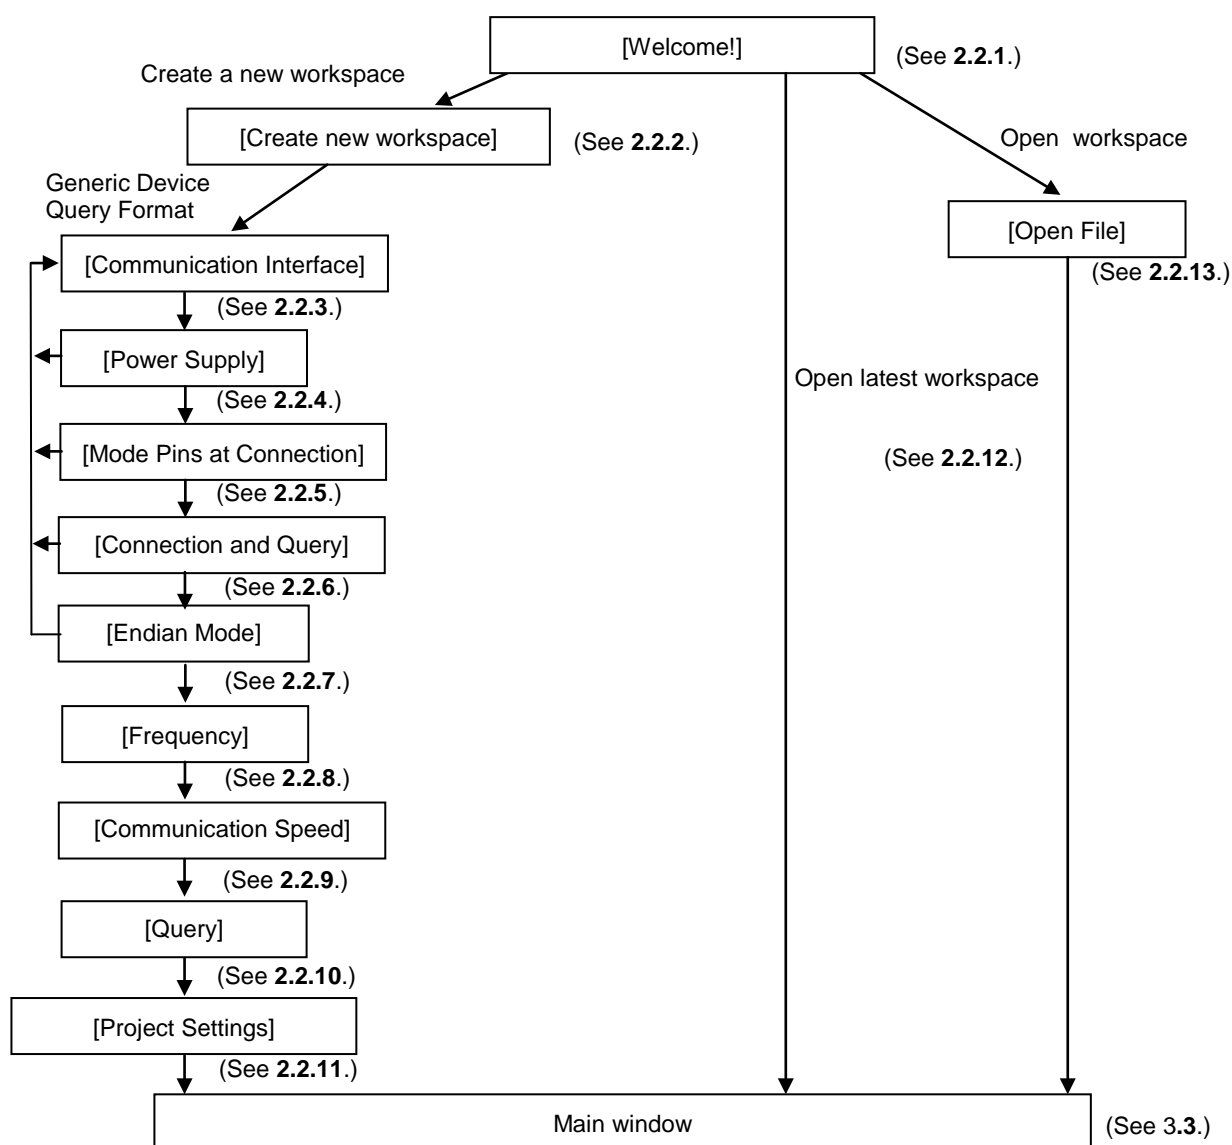 [Welcome!]
(See 2.2.1.)
Create a new workspace
[Create new workspace]
(See 2.2.2.)
Open workspace
Generic Device
Query Format
[Open File]
(See 2.2.13.)
[Communication Interface]
(See 2.2.3.)
[Power Supply]
(See 2.2.4.)
Open latest workspace
(See 2.2.12.)
[Mode Pins at Connection]
(See 2.2.5.)
[Connection and Query]
(See 2.2.6.)
[Endian Mode]
(See 2.2.7.)
[Frequency]
(See 2.2.8.)
[Communication Speed]
(See 2.2.9.)
[Query]
(See 2.2.10.)
[Project Settings]
(See 2.2.11.)
Main window
(See 3.3.)